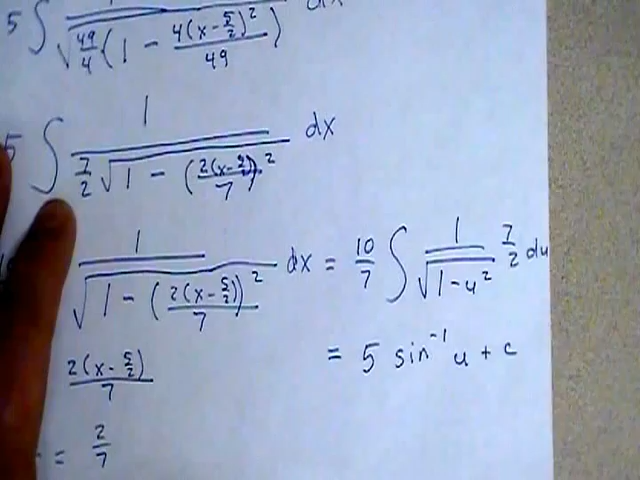 5 ∫ 1 / √(49/4 (1 - 4(x - 5/2)² / 49)) dx
5 ∫ 1 / (7/2 √(1 - (2(x - 5/2) / 7)²)) dx
1 / √(1 - (2(x - 5/2) / 7)²) dx = 10/7 ∫ 1 / √(1-u²) 7/2 du
= 5 sin⁻¹ u + c
2(x - 5/2) / 7
= 2/7